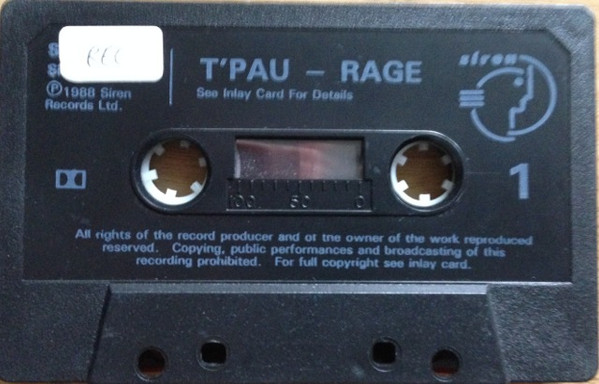 T'PAU – RAGE
See Inlay Card For Details
siren
Ⓟ1988 Siren
Records Ltd.
1
100 50 0
All rights of the record producer and of the owner of the work reproduced
reserved. Copying, public performances and broadcasting of this
recording prohibited. For full copyright see inlay card.